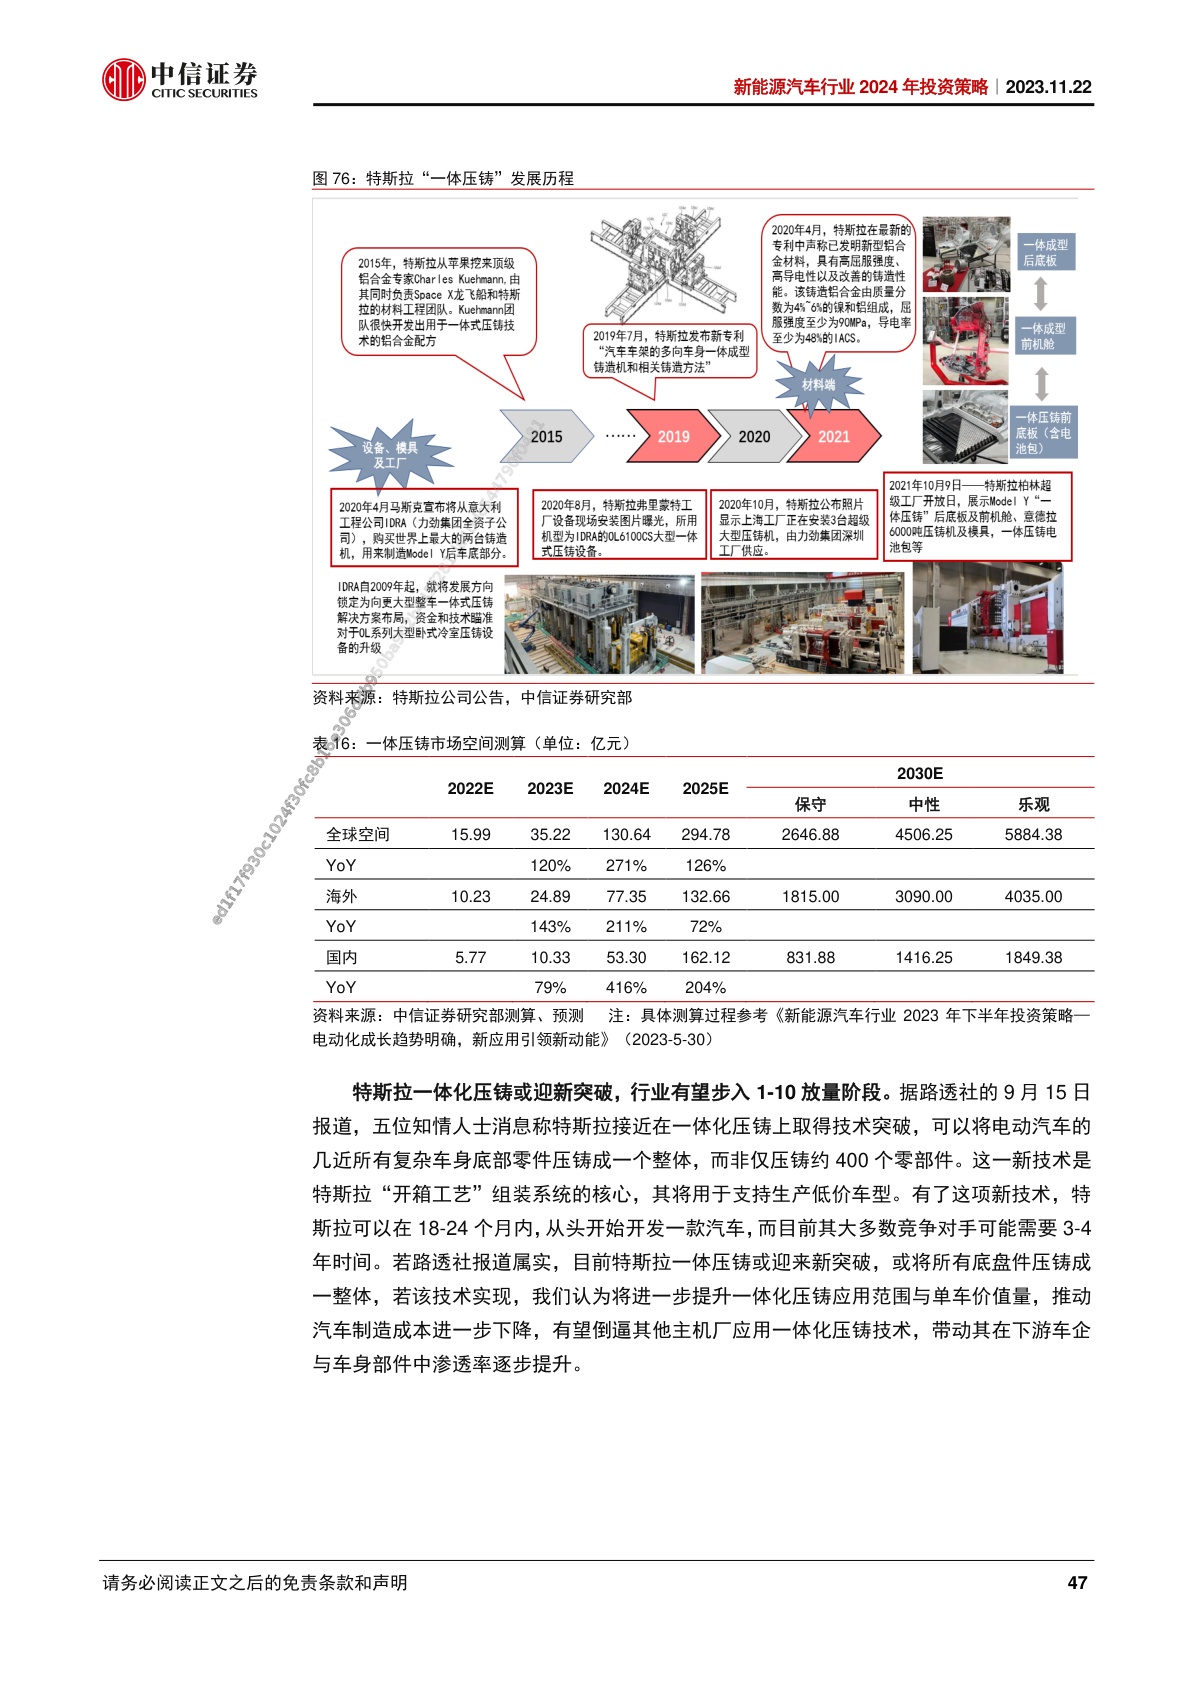 中信证券
CITIC SECURITIES
新能源汽车行业 2024 年投资策略｜2023.11.22
图 76：特斯拉“一体压铸”发展历程
2015年，特斯拉从苹果挖来顶级
铝合金专家Charles Kuehmann,由
其同时负责Space X龙飞船和特斯
拉的材料工程团队。Kuehmann团
队很快开发出用于一体式压铸技
术的铝合金配方
2019年7月，特斯拉发布新专利
“汽车车架的多向车身一体成型
铸造机和相关铸造方法”
2020年4月，特斯拉在最新的
专利中声称已发明新型铝合
金材料，具有高屈服强度、
高导电性以及改善的铸造性
能。该铸造铝合金由质量分
数为4%~6%的镍和铝组成，屈
服强度至少为90MPa，导电率
至少为48%的IACS。
材料端
一体成型
后底板
一体成型
前机舱
一体压铸前
底板（含电
池包）
设备、模具
及工厂
2015
……
2019
2020
2021
2020年4月马斯克宣布将从意大利
工程公司IDRA（力劲集团全资子公
司），购买世界上最大的两台铸造
机，用来制造Model Y后车底部分。
2020年8月，特斯拉弗里蒙特工
厂设备现场安装图片曝光，所用
机型为IDRA的OL6100CS大型一体
式压铸设备。
2020年10月，特斯拉公布照片
显示上海工厂正在安装3台超级
大型压铸机，由力劲集团深圳
工厂供应。
2021年10月9日——特斯拉柏林超
级工厂开放日，展示Model Y“一
体压铸”后底板及前机舱、意德拉
6000吨压铸机及模具，一体压铸电
池包等
IDRA自2009年起，就将发展方向
锁定为向更大型整车一体式压铸
解决方案布局，资金和技术瞄准
对于OL系列大型卧式冷室压铸设
备的升级
资料来源：特斯拉公司公告，中信证券研究部
表 16：一体压铸市场空间测算（单位：亿元）
2022E 2023E 2024E 2025E 2030E
保守 中性 乐观
全球空间 15.99 35.22 130.64 294.78 2646.88 4506.25 5884.38
YoY 120% 271% 126%
海外 10.23 24.89 77.35 132.66 1815.00 3090.00 4035.00
YoY 143% 211% 72%
国内 5.77 10.33 53.30 162.12 831.88 1416.25 1849.38
YoY 79% 416% 204%
资料来源：中信证券研究部测算、预测 注：具体测算过程参考《新能源汽车行业 2023 年下半年投资策略—
电动化成长趋势明确，新应用引领新动能》（2023-5-30）
特斯拉一体化压铸或迎新突破，行业有望步入 1-10 放量阶段。据路透社的 9 月 15 日
报道，五位知情人士消息称特斯拉接近在一体化压铸上取得技术突破，可以将电动汽车的
几近所有复杂车身底部零件压铸成一个整体，而非仅压铸约 400 个零部件。这一新技术是
特斯拉“开箱工艺”组装系统的核心，其将用于支持生产低价车型。有了这项新技术，特
斯拉可以在 18-24 个月内，从头开始开发一款汽车，而目前其大多数竞争对手可能需要 3-4
年时间。若路透社报道属实，目前特斯拉一体压铸或迎来新突破，或将所有底盘件压铸成
一整体，若该技术实现，我们认为将进一步提升一体化压铸应用范围与单车价值量，推动
汽车制造成本进一步下降，有望倒逼其他主机厂应用一体化压铸技术，带动其在下游车企
与车身部件中渗透率逐步提升。
请务必阅读正文之后的免责条款和声明 47